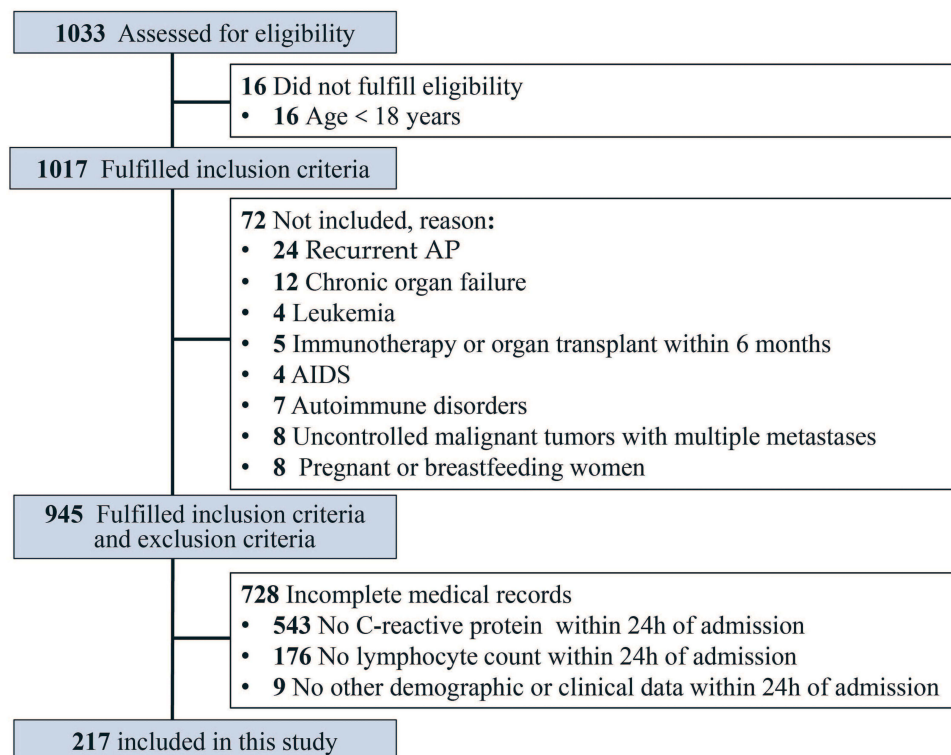 1033 Assessed for eligibility
16 Did not fulfill eligibility
• 16 Age < 18 years
1017 Fulfilled inclusion criteria
72 Not included, reason:
• 24 Recurrent AP
• 12 Chronic organ failure
• 4 Leukemia
• 5 Immunotherapy or organ transplant within 6 months
• 4 AIDS
• 7 Autoimmune disorders
• 8 Uncontrolled malignant tumors with multiple metastases
• 8 Pregnant or breastfeeding women
945 Fulfilled inclusion criteria
and exclusion criteria
728 Incomplete medical records
• 543 No C-reactive protein within 24h of admission
• 176 No lymphocyte count within 24h of admission
• 9 No other demographic or clinical data within 24h of admission
217 included in this study